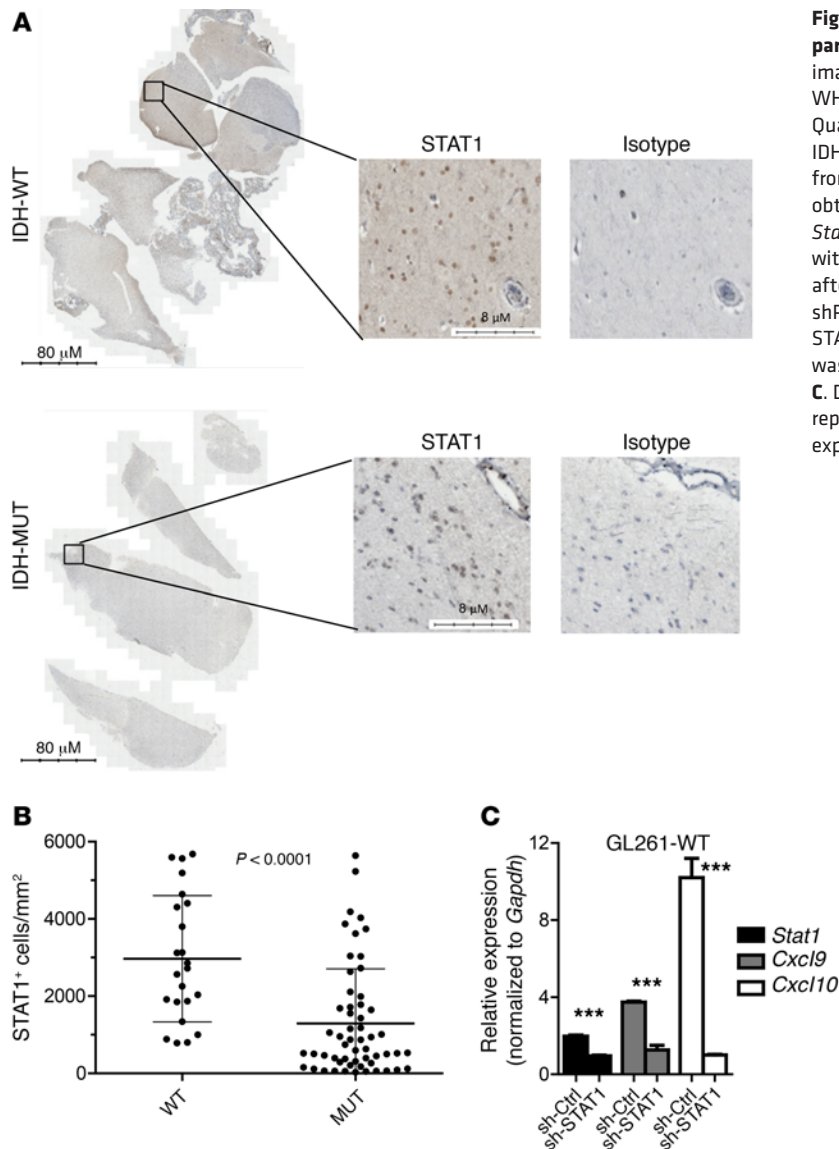 A
IDH-WT
80 µM
STAT1
8 µM
Isotype
IDH-MUT
80 µM
STAT1
8 µM
Isotype
B
STAT1+ cells/mm2
6000
4000
2000
0
P < 0.0001
WT
MUT
C
GL261-WT
Relative expression
(normalized to Gapdh)
12
8
4
0
***
***
***
Stat1
Cxcl9
Cxcl10
sh-Ctrl
sh-STAT1
sh-Ctrl
sh-STAT1
sh-Ctrl
sh-STAT1
Fig
par
ima
WH
Qua
IDH
fron
obt
Sta
wit
afte
shP
STA
was
C. D
rep
exp